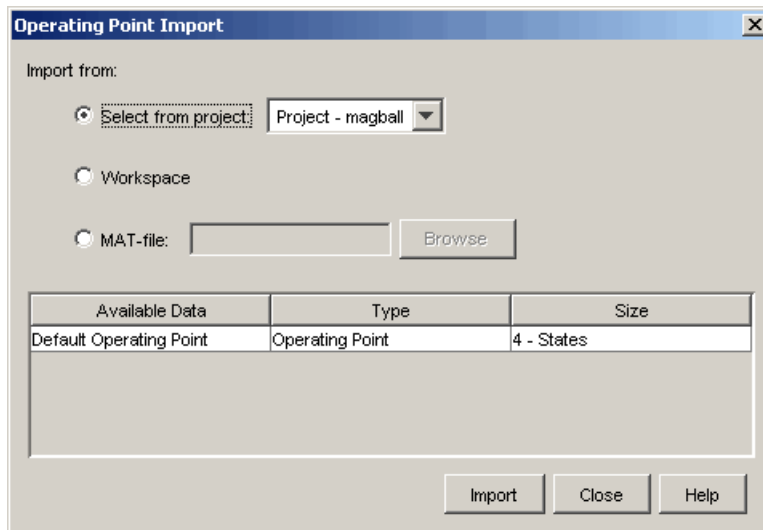 Operating Point Import
Import from:
Select from project: Project - magball
Workspace
MAT-file: Browse
Available Data Type Size
Default Operating Point Operating Point 4 - States
Import Close Help